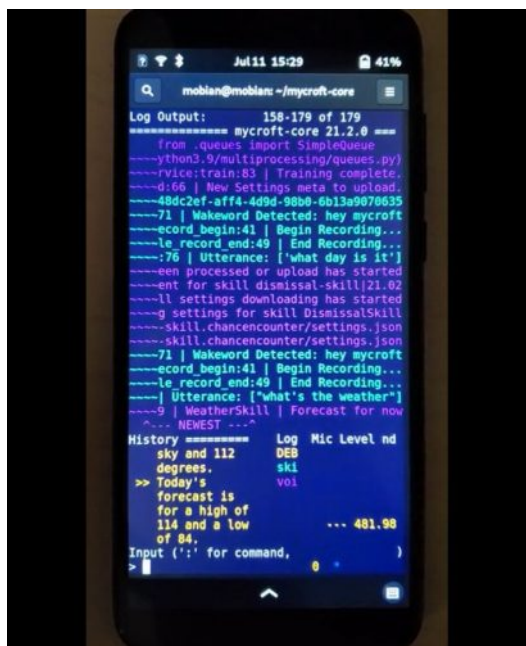 Jul 11 15:29 41%
mobian@mobian: ~/mycroft-core
Log Output: 158-179 of 179
============== mycroft-core 21.2.0 ===
from .queues import SimpleQueue
~~~~ython3.9/multiprocessing/queues.py)
~~~~rvice:train:83 | Training complete.
~~~~d:66 | New Settings meta to upload.
~~~~48dc2ef-aff4-4d9d-98b0-6b13a9070635
~~~~71 | Wakeword Detected: hey mycroft
~~~~ecord_begin:41 | Begin Recording...
~~~~le_record_end:49 | End Recording...
~~~~:76 | Utterance: ['what day is it']
~~~~een processed or upload has started
~~~~ent for skill dismissal-skill|21.02
~~~~ll settings downloading has started
~~~~g settings for skill DismissalSkill
~~~~-skill.chancencounter/settings.json
~~~~-skill.chancencounter/settings.json
~~~~71 | Wakeword Detected: hey mycroft
~~~~ecord_begin:41 | Begin Recording...
~~~~le_record_end:49 | End Recording...
~~~~| Utterance: ["what's the weather"]
~~~~9 | WeatherSkill | Forecast for now
^--- NEWEST ---^
History ========= Log Mic Level nd
sky and 112 DEB
degrees. ski
>> Today's voi
forecast is
for a high of
114 and a low --- 481.98
of 84.
Input (':' for command, )
> 0